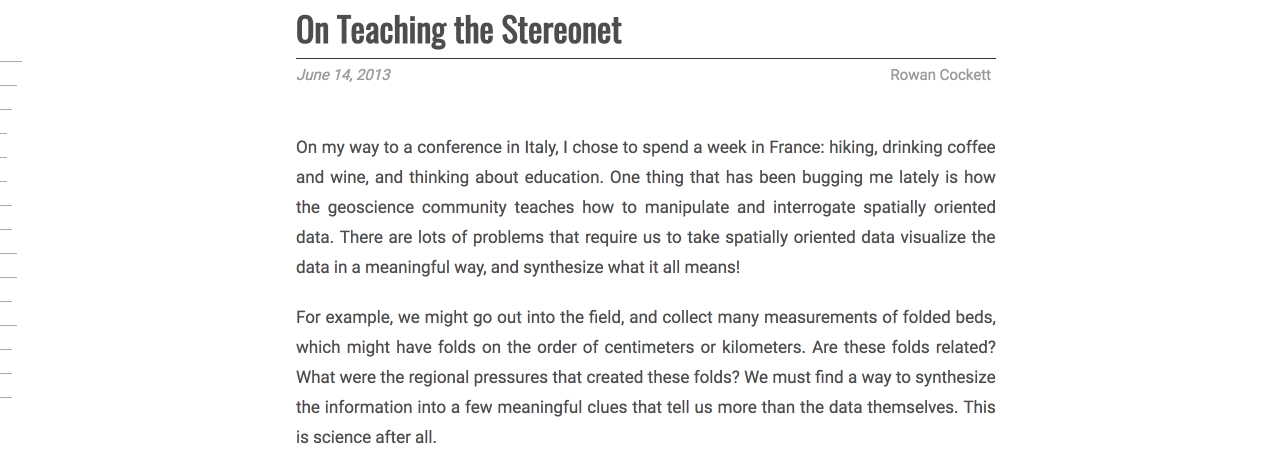 On Teaching the Stereonet
June 14, 2013
Rowan Cockett
On my way to a conference in Italy, I chose to spend a week in France: hiking, drinking coffee
and wine, and thinking about education. One thing that has been bugging me lately is how
the geoscience community teaches how to manipulate and interrogate spatially oriented
data. There are lots of problems that require us to take spatially oriented data visualize the
data in a meaningful way, and synthesize what it all means!
For example, we might go out into the field, and collect many measurements of folded beds,
which might have folds on the order of centimeters or kilometers. Are these folds related?
What were the regional pressures that created these folds? We must find a way to synthesize
the information into a few meaningful clues that tell us more than the data themselves. This
is science after all.